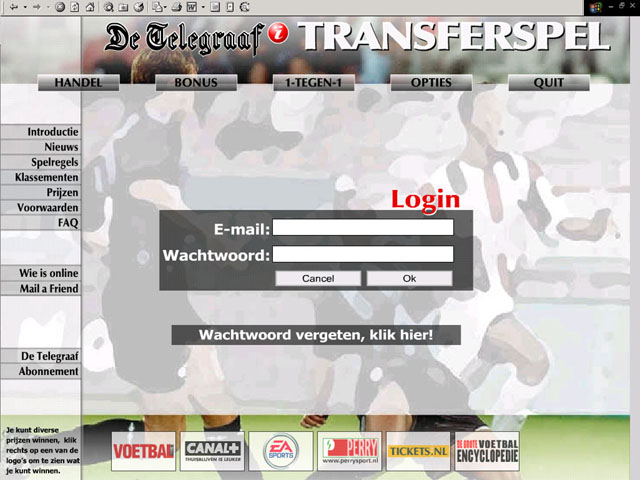 De Telegraaf i TRANSFERSPEL
HANDEL BONUS 1-TEGEN-1 OPTIES QUIT
Introductie
Nieuws
Spelregels
Klassementen
Prijzen
Voorwaarden
FAQ
Wie is online
Mail a Friend
De Telegraaf
Abonnement
Login
E-mail:
Wachtwoord:
Cancel Ok
Wachtwoord vergeten, klik hier!
Je kunt diverse
prijzen winnen, klik
rechts op een van de
logo's om te zien wat
je kunt winnen.
VOETBAL
CANAL+
THUISBLIJVEN IS LEUKER
EA
SPORTS
PERRY
www.perrysport.nl
TICKETS.NL
DE GROTE VOETBAL
ENCYCLOPEDIE